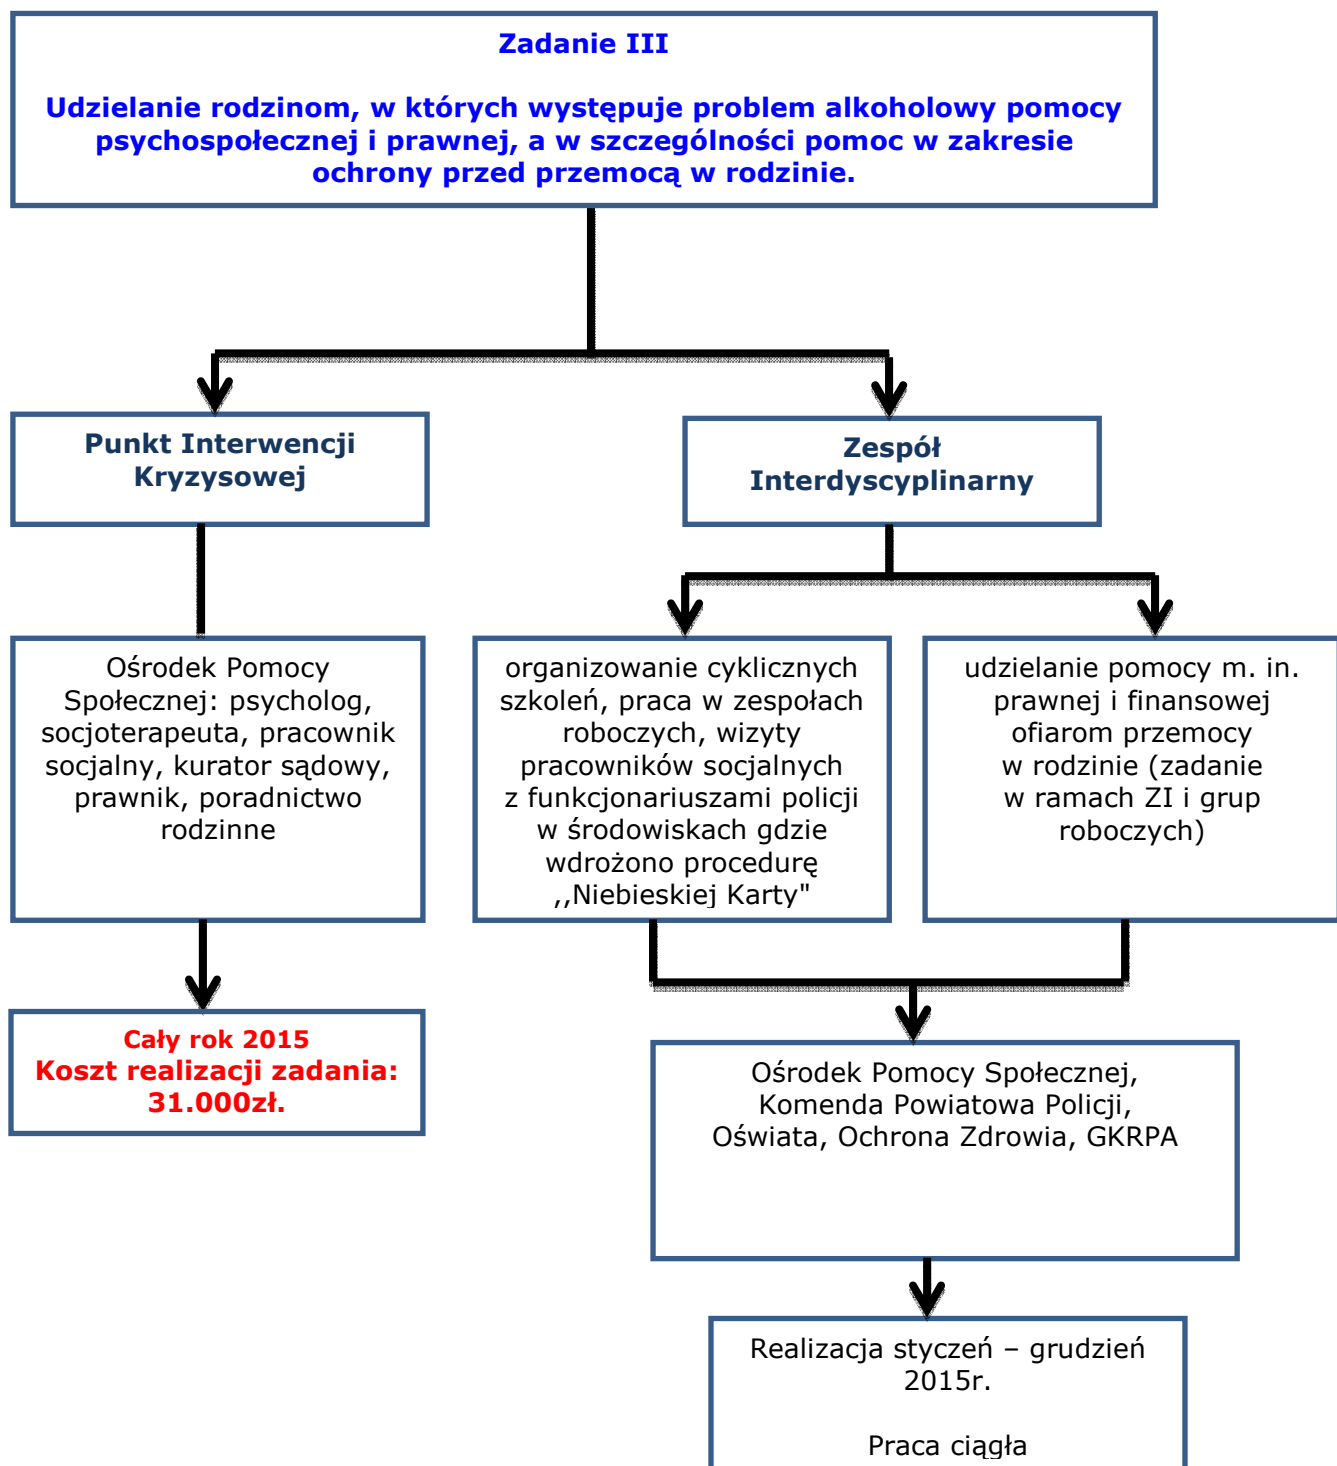 Zadanie III
Udzielanie rodzinom, w których występuje problem alkoholowy pomocy
psychospołecznej i prawnej, a w szczególności pomoc w zakresie
ochrony przed przemocą w rodzinie.
Punkt Interwencji
Kryzysowej
Zespół
Interdyscyplinarny
Ośrodek Pomocy
Społecznej: psycholog,
socjoterapeuta, pracownik
socjalny, kurator sądowy,
prawnik, poradnictwo
rodzinne
organizowanie cyklicznych
szkoleń, praca w zespołach
roboczych, wizyty
pracowników socjalnych
z funkcjonariuszami policji
w środowiskach gdzie
wdrożono procedurę
,,Niebieskiej Karty"
udzielanie pomocy m. in.
prawnej i finansowej
ofiarom przemocy
w rodzinie (zadanie
w ramach ZI i grup
roboczych)
Cały rok 2015
Koszt realizacji zadania:
31.000zł.
Ośrodek Pomocy Społecznej,
Komenda Powiatowa Policji,
Oświata, Ochrona Zdrowia, GKRPA
Realizacja styczeń – grudzień
2015r.
Praca ciągła